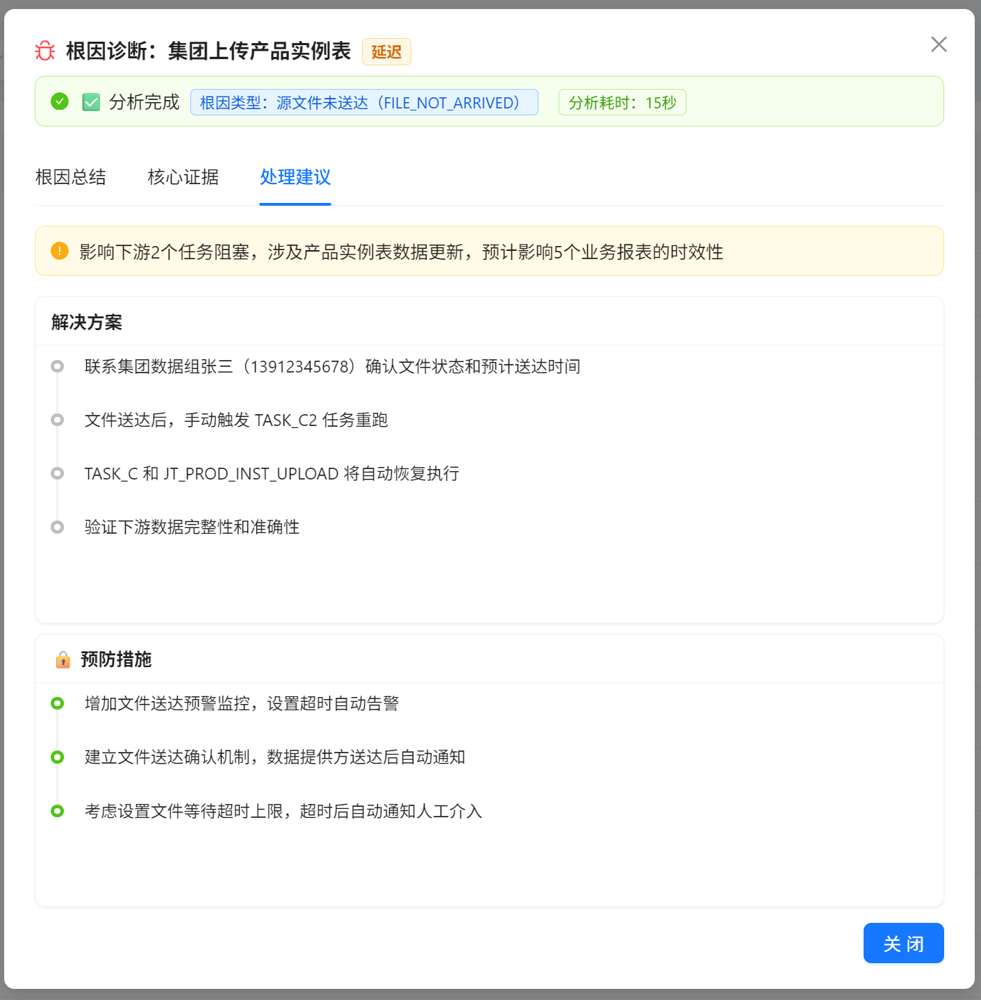 根因诊断：集团上传产品实例表 延迟
分析完成 根因类型：源文件未送达（FILE_NOT_ARRIVED） 分析耗时：15秒
根因总结 核心证据 处理建议
影响下游2个任务阻塞，涉及产品实例表数据更新，预计影响5个业务报表的时效性
解决方案
联系集团数据组张三（13912345678）确认文件状态和预计送达时间
文件送达后，手动触发 TASK_C2 任务重跑
TASK_C 和 JT_PROD_INST_UPLOAD 将自动恢复执行
验证下游数据完整性和准确性
预防措施
增加文件送达预警监控，设置超时自动告警
建立文件送达确认机制，数据提供方送达后自动通知
考虑设置文件等待超时上限，超时后自动通知人工介入
关 闭